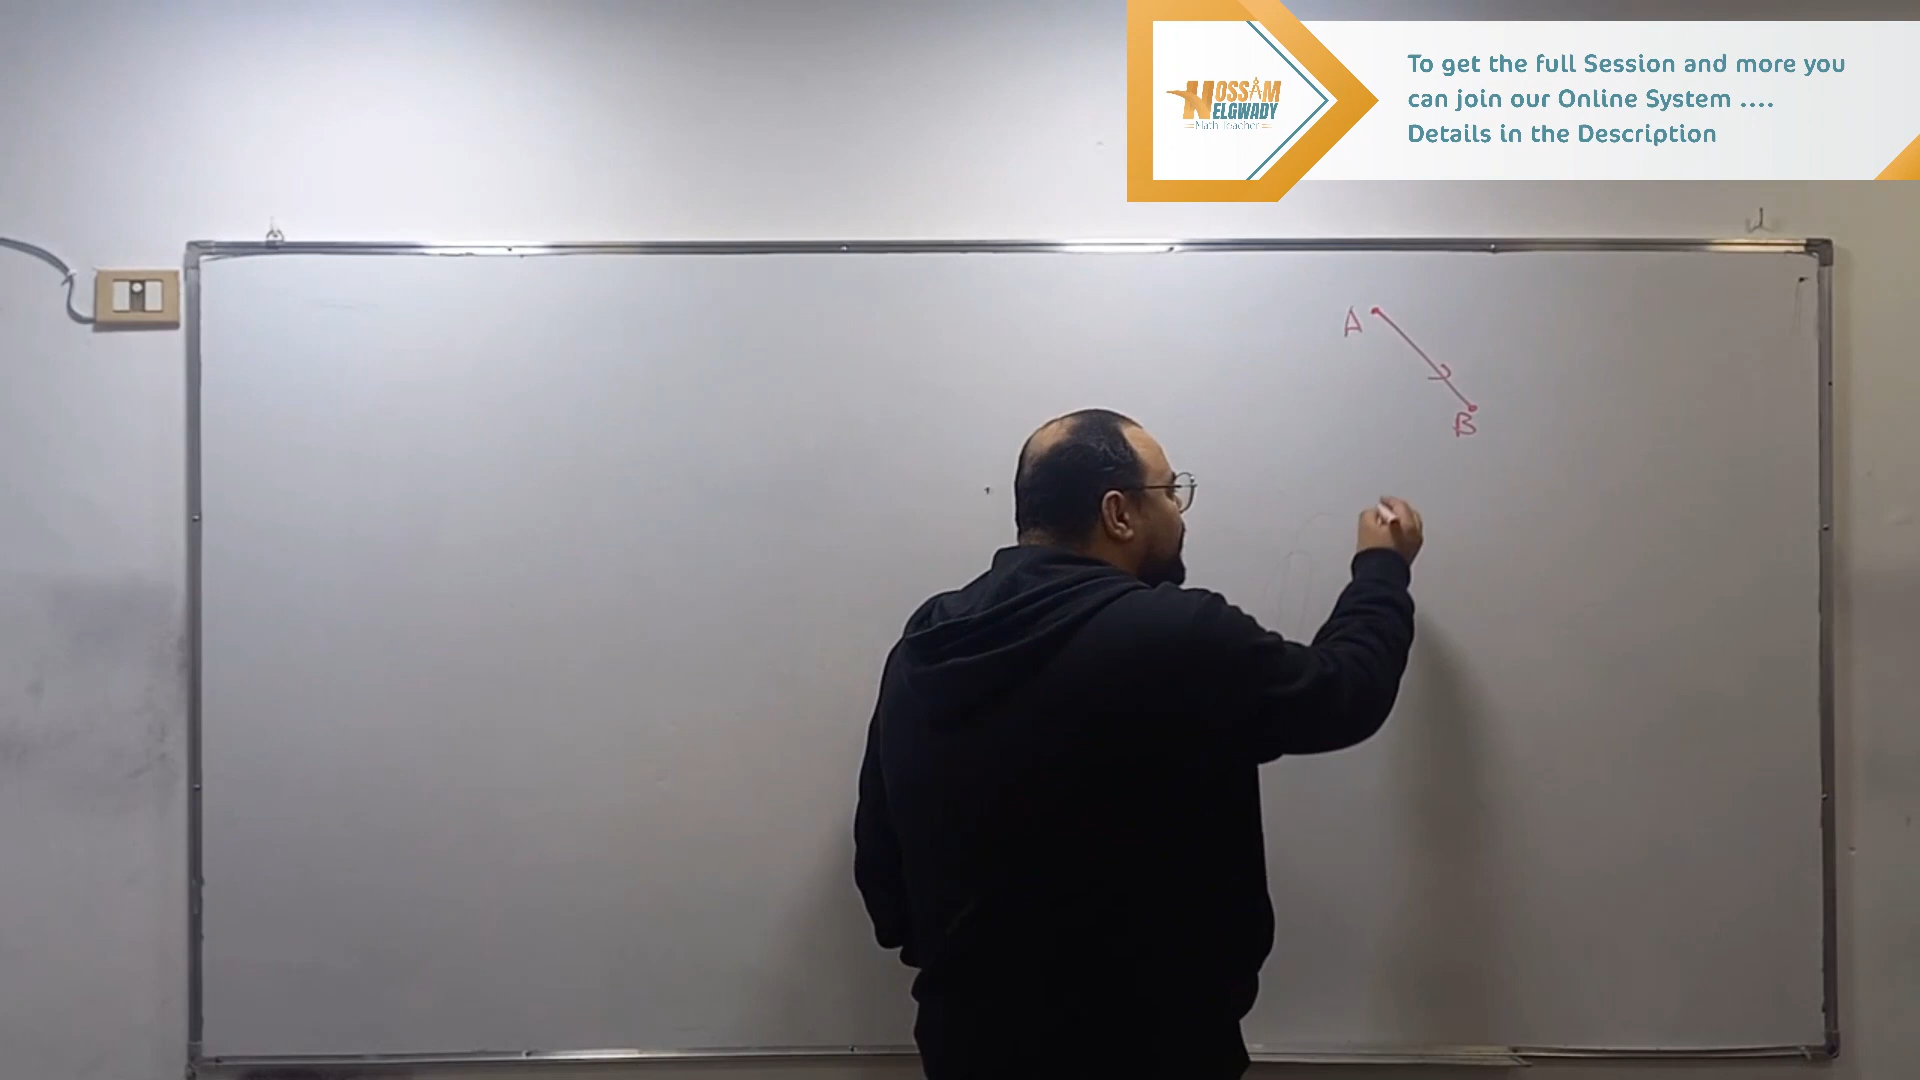 HOSSAM
ELGWADY
Math Teacher
To get the full Session and more you
can join our Online System ....
Details in the Description
A
B